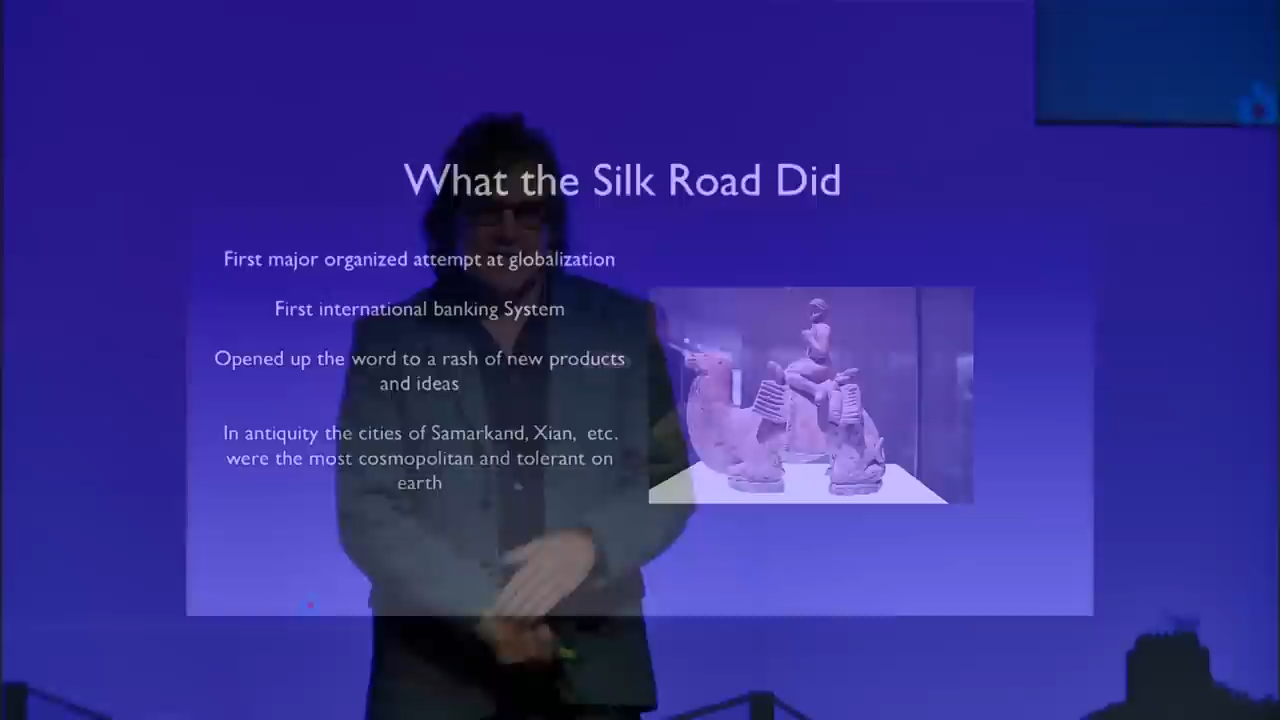 What the Silk Road Did
First major organized attempt at globalization
First international banking System
Opened up the word to a rash of new products
and ideas
In antiquity the cities of Samarkand, Xian,  etc.
were the most cosmopolitan and tolerant on
earth